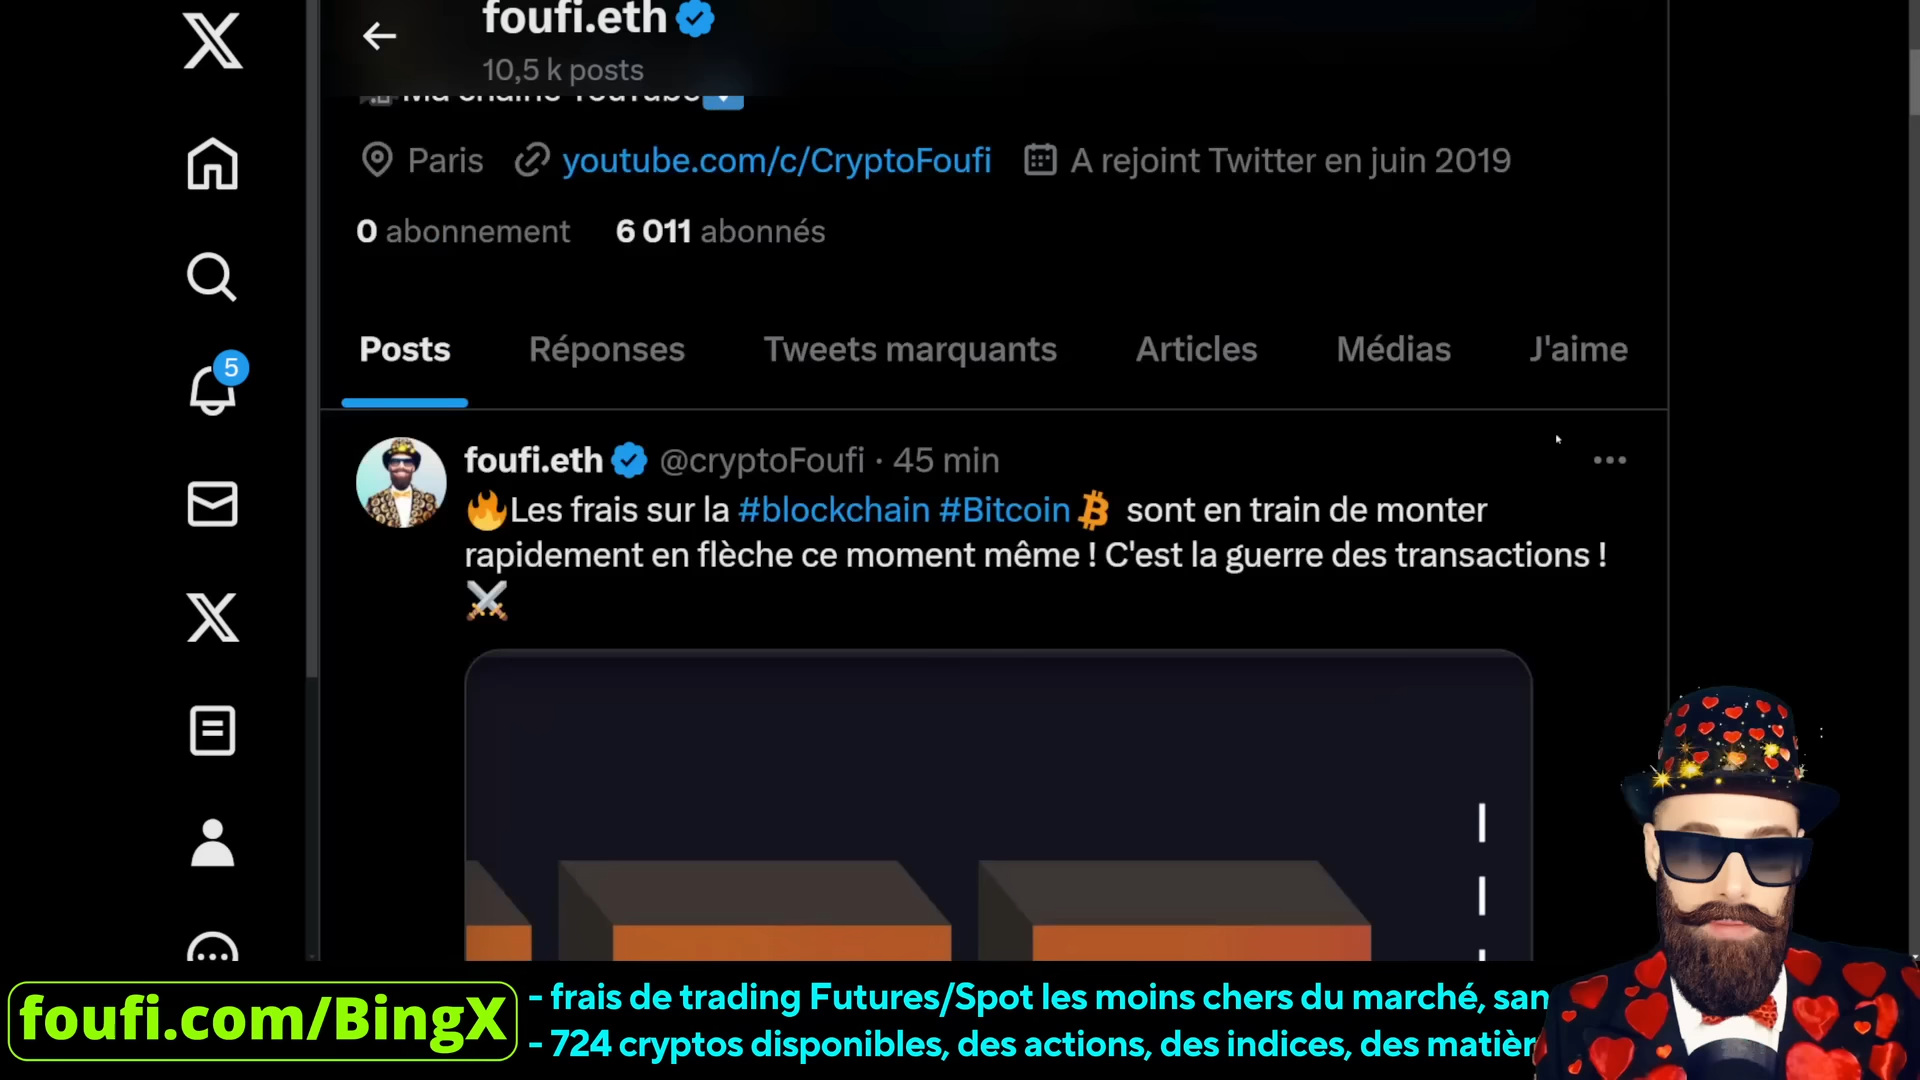 foufi.eth
10,5 k posts
Ma chaîne YouTube
Paris
youtube.com/c/CryptoFoufi
A rejoint Twitter en juin 2019
0 abonnement 6 011 abonnés
Posts Réponses Tweets marquants Articles Médias J'aime
5
foufi.eth @cryptoFoufi · 45 min
🔥Les frais sur la #blockchain #Bitcoin sont en train de monter
rapidement en flèche ce moment même ! C'est la guerre des transactions !
⚔️
foufi.com/BingX
- frais de trading Futures/Spot les moins chers du marché, san
- 724 cryptos disponibles, des actions, des indices, des matièr